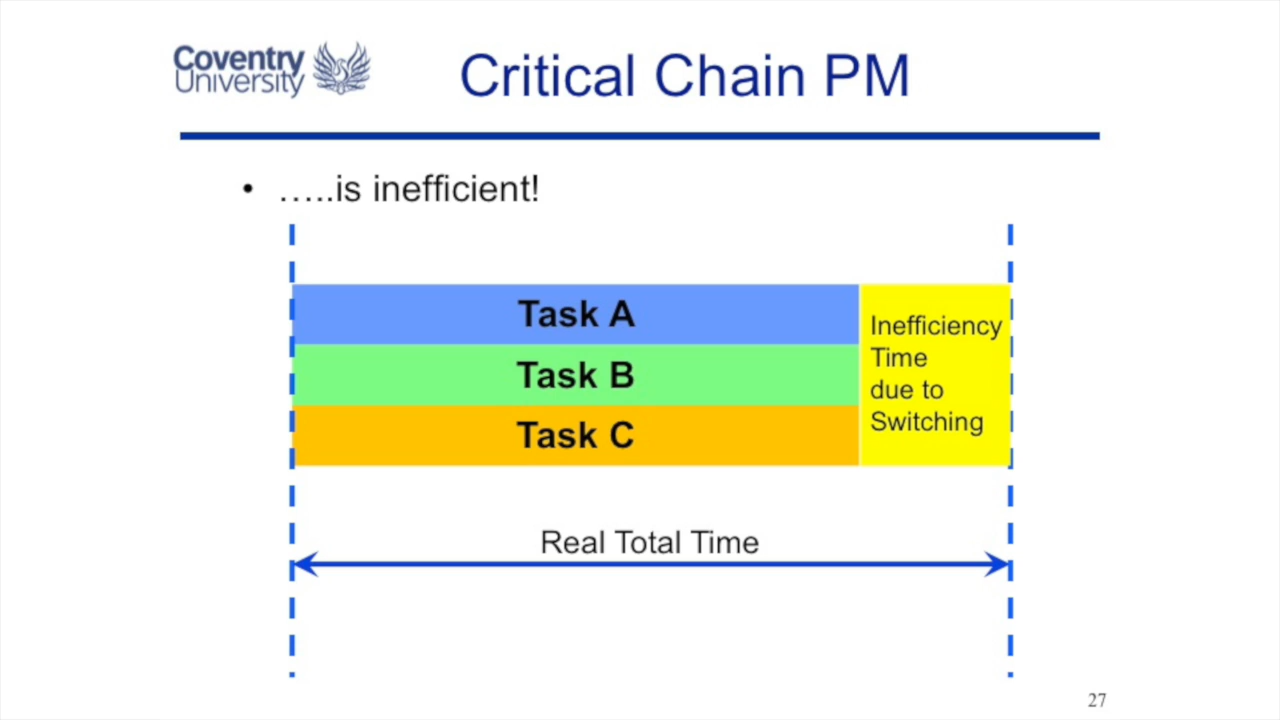 Coventry
University
Critical Chain PM
• …..is inefficient!
Task A
Task B
Task C
Inefficiency
Time
due to
Switching
Real Total Time
27